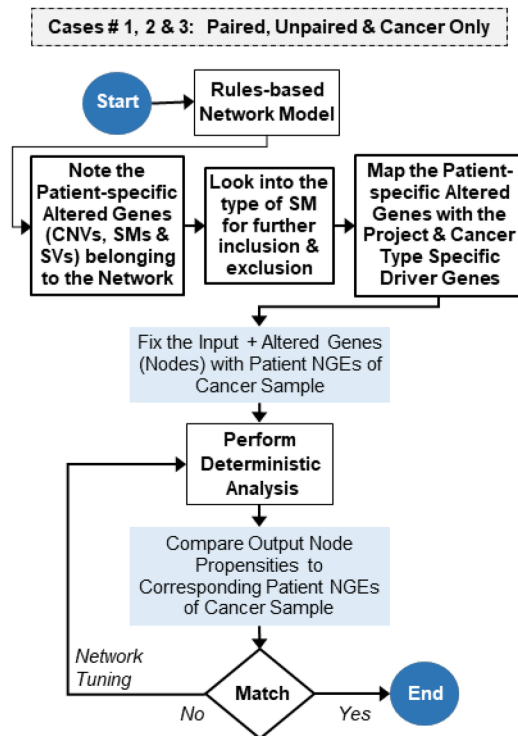 Cases # 1, 2 & 3: Paired, Unpaired & Cancer Only
Start
Rules-based
Network Model
Note the
Patient-specific
Altered Genes
(CNVs, SMs &
SVs) belonging
to the Network
Look into the
type of SM
for further
inclusion &
exclusion
Map the Patient-
specific Altered
Genes with the
Project & Cancer
Type Specific
Driver Genes
Fix the Input + Altered Genes
(Nodes) with Patient NGEs of
Cancer Sample
Perform
Deterministic
Analysis
Compare Output Node
Propensities to
Corresponding Patient NGEs
of Cancer Sample
Network
Tuning
Match
No
Yes
End